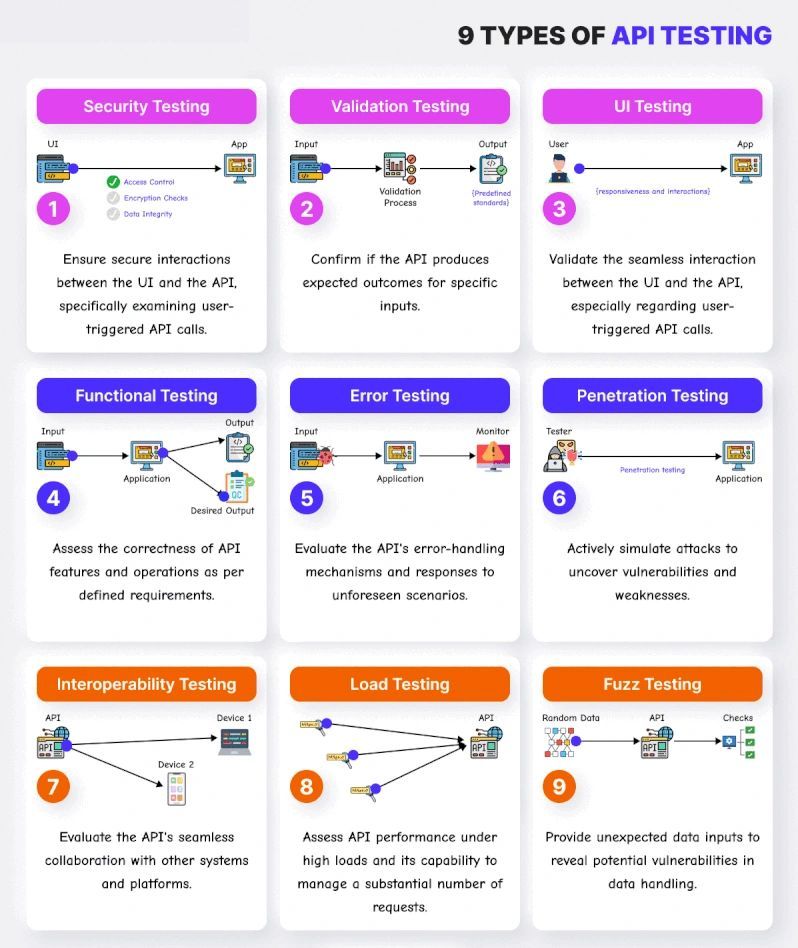 9 TYPES OF API TESTING
Security Testing
UI
App
Access Control
Encryption Checks
Data Integrity
1
Ensure secure interactions
between the UI and the API,
specifically examining user-
triggered API calls.
Validation Testing
Input
Output
Validation
Process
{Predefined
standards}
2
Confirm if the API produces
expected outcomes for specific
inputs.
UI Testing
User
App
{responsiveness and interactions}
3
Validate the seamless interaction
between the UI and the API,
especially regarding user-
triggered API calls.
Functional Testing
Input
Output
Application
QC
Desired Output
4
Assess the correctness of API
features and operations as per
defined requirements.
Error Testing
Input
Monitor
Application
5
Evaluate the API's error-handling
mechanisms and responses to
unforeseen scenarios.
Penetration Testing
Tester
Penetration testing
Application
6
Actively simulate attacks to
uncover vulnerabilities and
weaknesses.
Interoperability Testing
API
API
Device 1
Device 2
7
Evaluate the API's seamless
collaboration with other systems
and platforms.
Load Testing
API
API
8
Assess API performance under
high loads and its capability to
manage a substantial number of
requests.
Fuzz Testing
Random Data
API
Checks
API
9
Provide unexpected data inputs to
reveal potential vulnerabilities in
data handling.